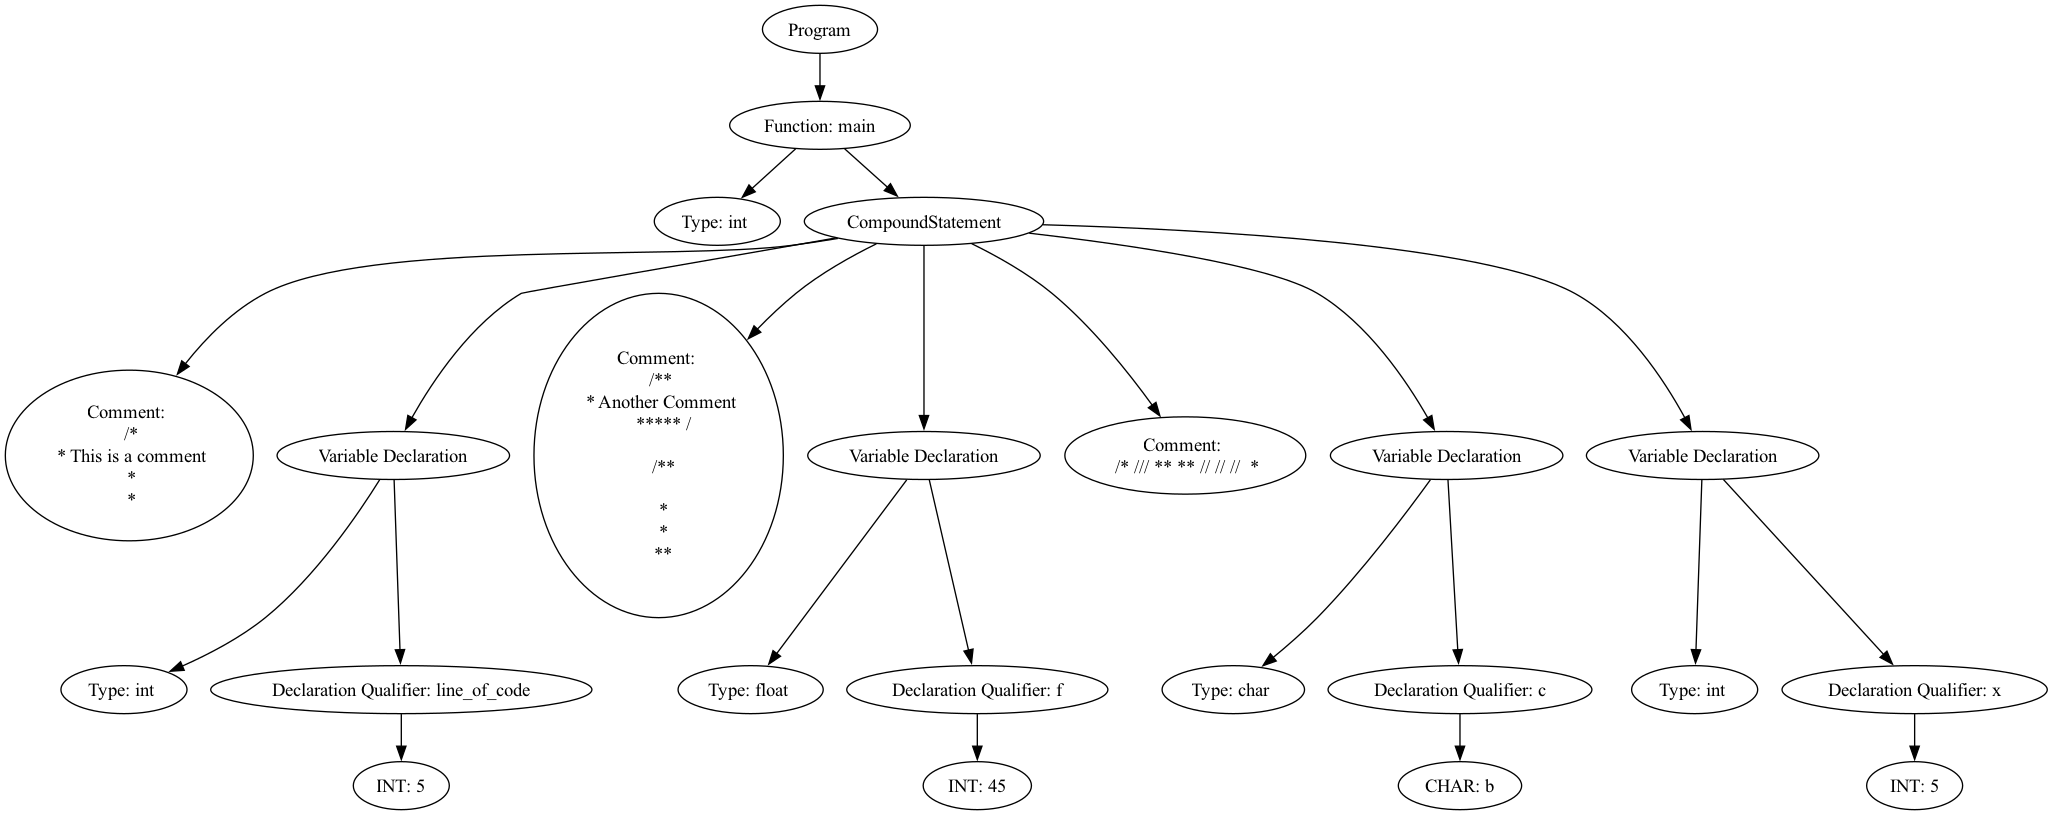 Program
Function: main
Type: int
CompoundStatement
Comment:
/*
* This is a comment
*
*
Variable Declaration
Comment:
/**
* Another Comment
***** /
/**
*
*
**
Variable Declaration
Comment:
/* /// ** ** // // //  *
Variable Declaration
Variable Declaration
Type: int
Declaration Qualifier: line_of_code
Type: float
Declaration Qualifier: f
Type: char
Declaration Qualifier: c
Type: int
Declaration Qualifier: x
INT: 5
INT: 45
CHAR: b
INT: 5